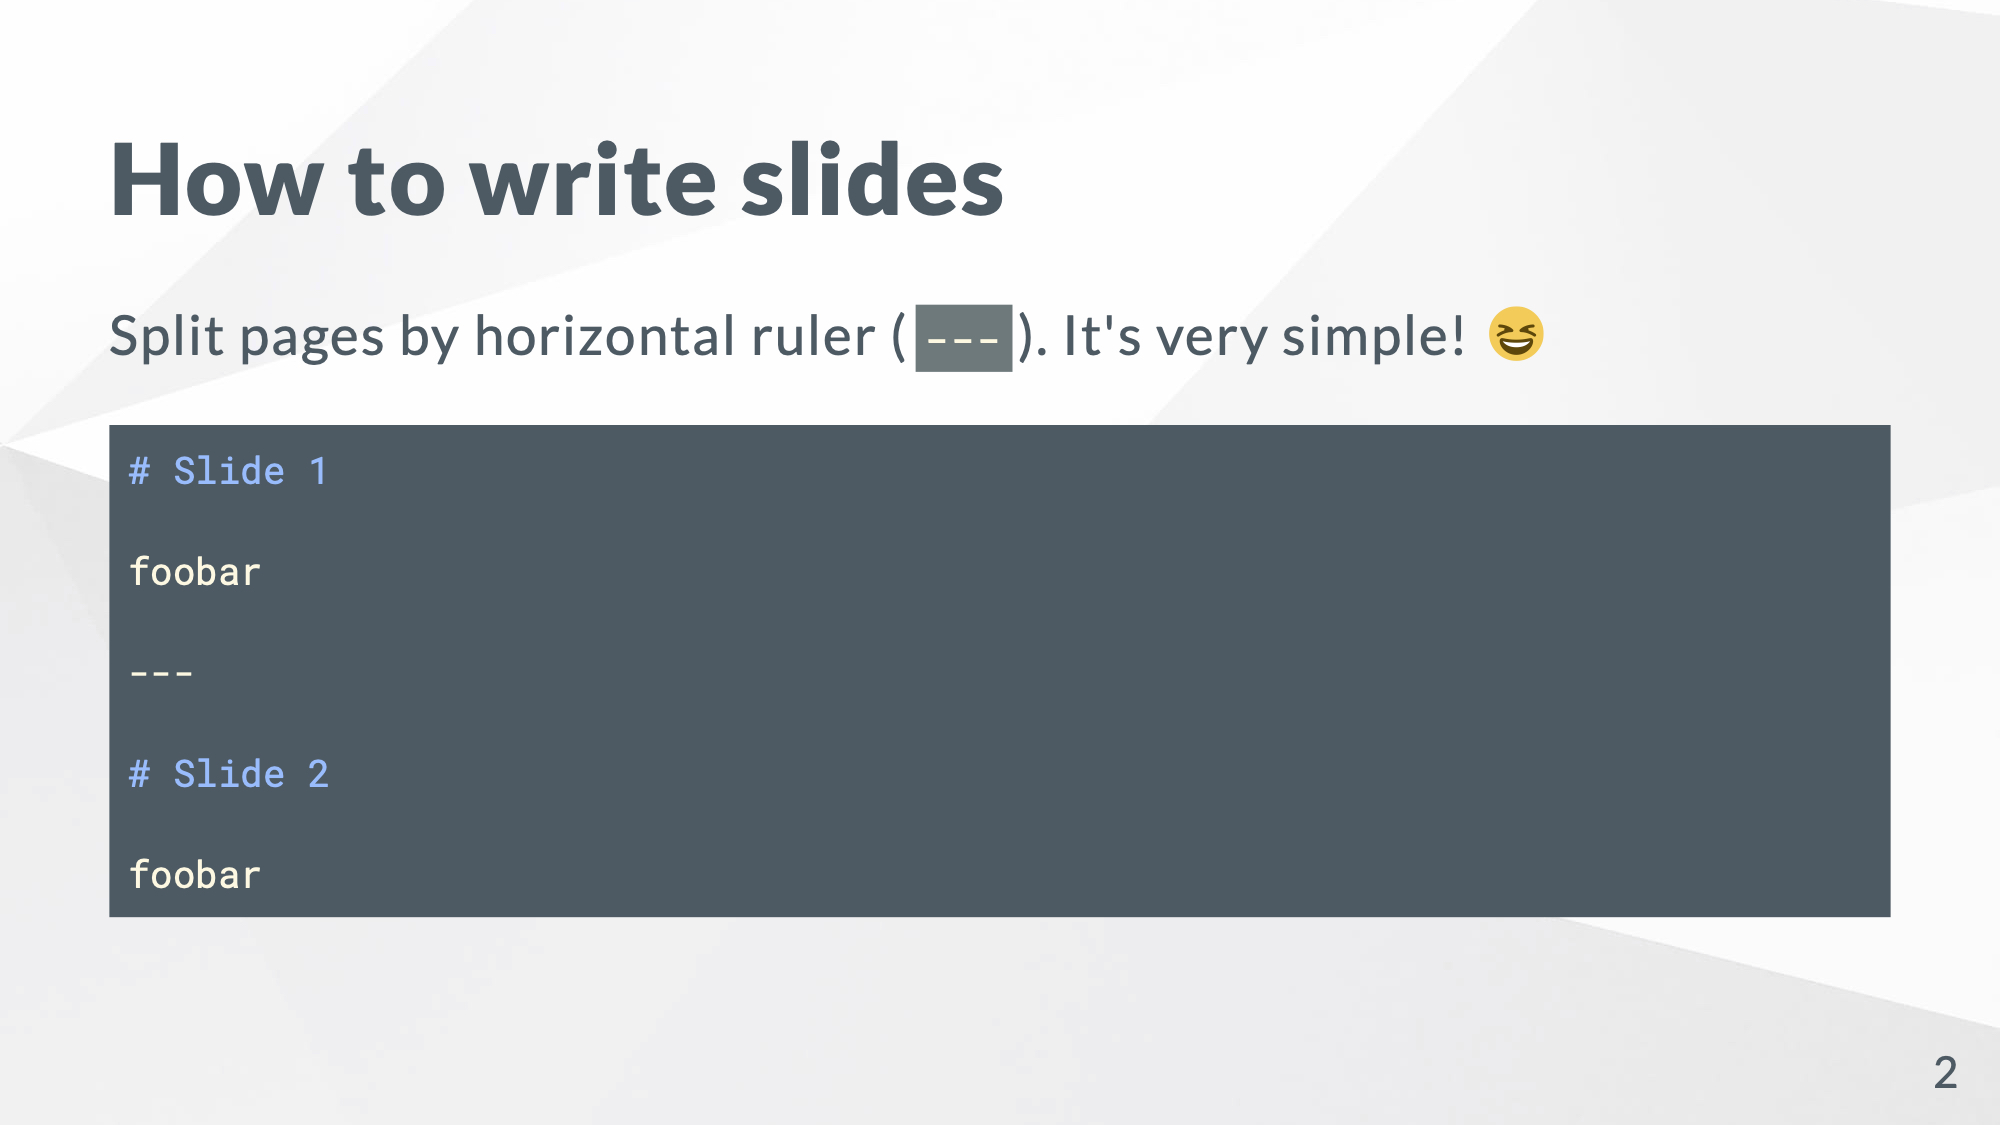 How to write slides
Split pages by horizontal ruler ( --- ). It's very simple! 😆
# Slide 1
foobar
---
# Slide 2
foobar
2